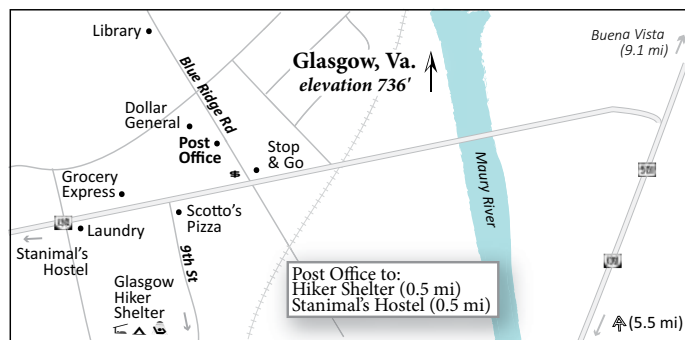 Library
Blue Ridge Rd
Glasgow, Va.
elevation 736'
Buena Vista
(9.1 mi)
Dollar
General
Post
Office
Stop
& Go
$
Grocery
Express
Scotto's
Pizza
Laundry
Stanimal's
Hostel
9th St
Glasgow
Hiker
Shelter
Maury River
Post Office to:
Hiker Shelter (0.5 mi)
Stanimal's Hostel (0.5 mi)
(5.5 mi)